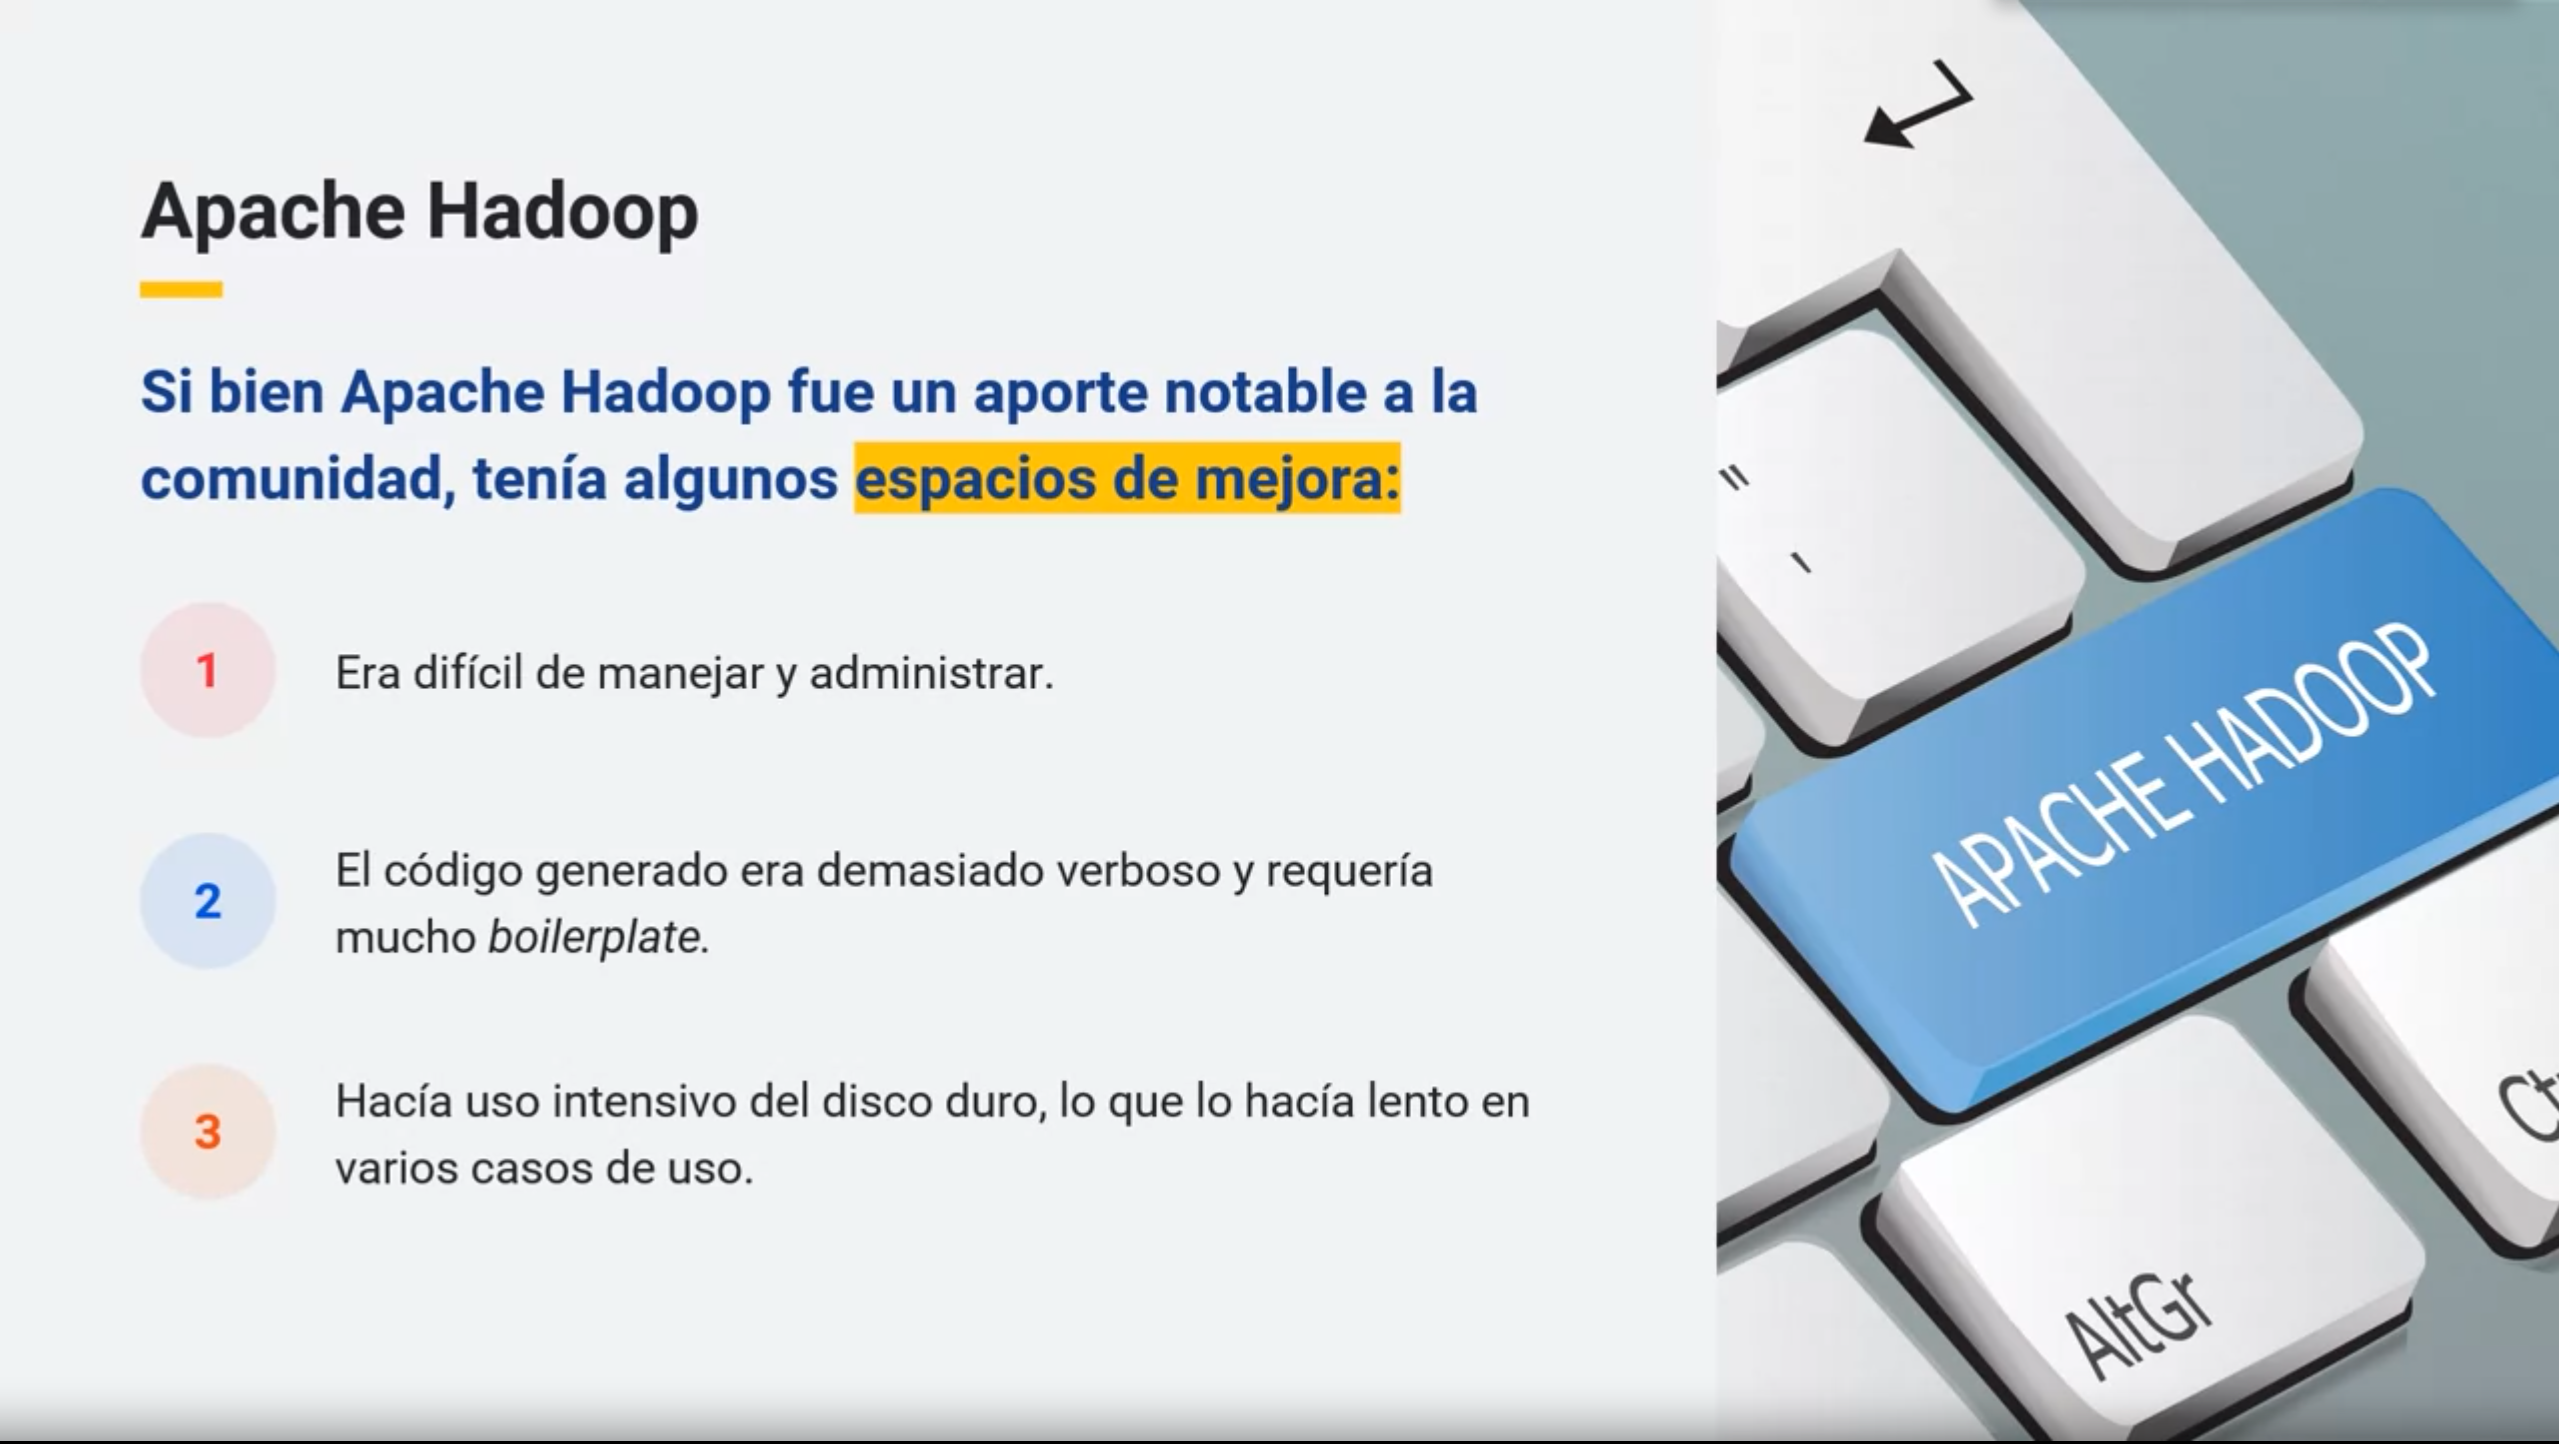 Apache Hadoop
Si bien Apache Hadoop fue un aporte notable a la
comunidad, tenía algunos espacios de mejora:
1
Era difícil de manejar y administrar.
2
El código generado era demasiado verboso y requería
mucho boilerplate.
3
Hacía uso intensivo del disco duro, lo que lo hacía lento en
varios casos de uso.
"
'
APACHE HADOOP
AltGr